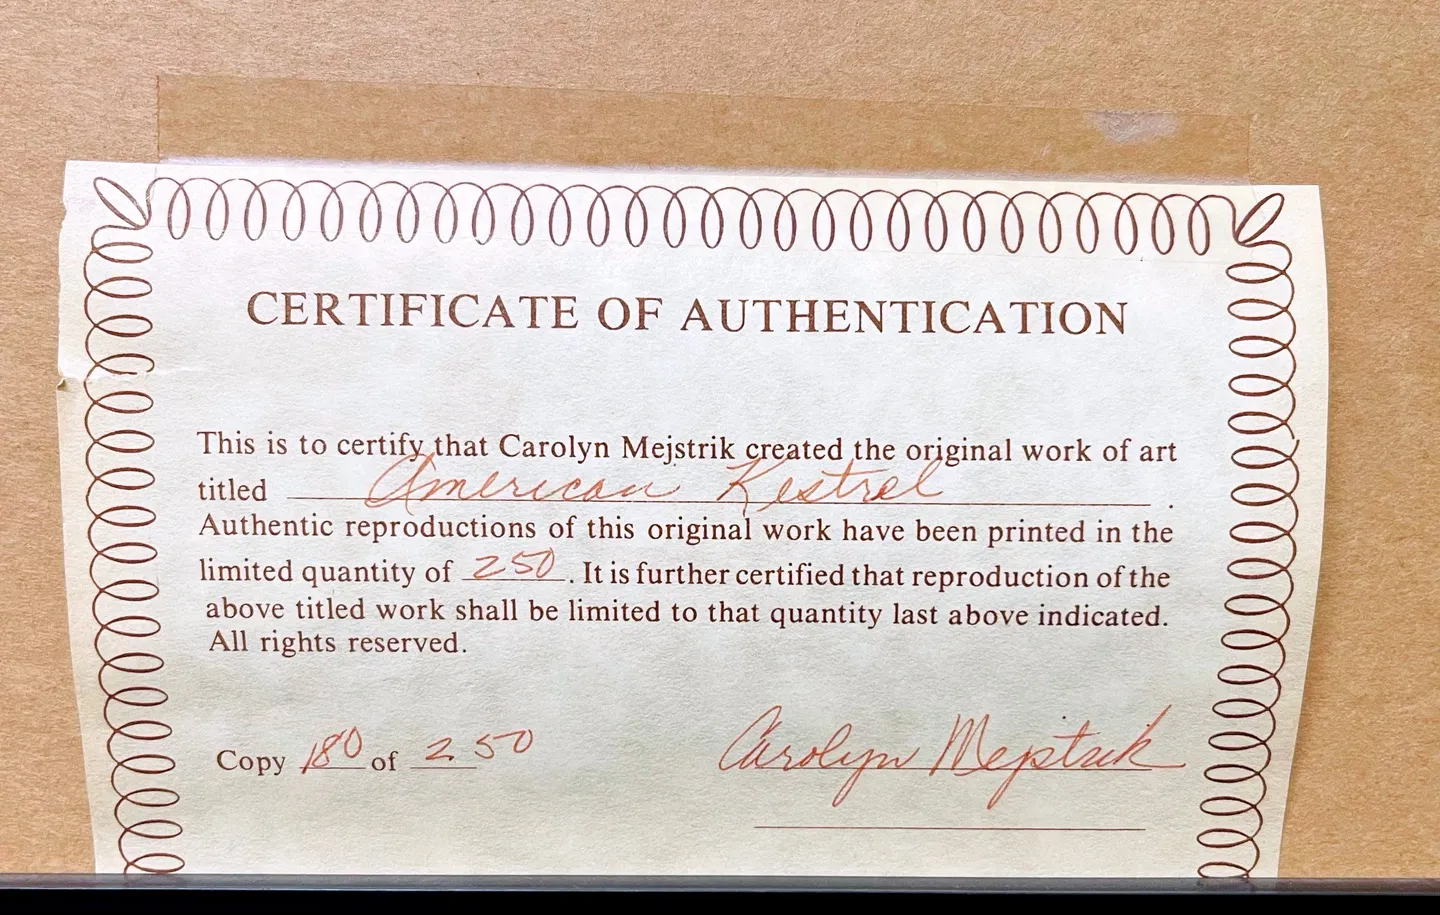 CERTIFICATE OF AUTHENTICATION
This is to certify that Carolyn Mejstrik created the original work of art
titled American Kestrel .
Authentic reproductions of this original work have been printed in the
limited quantity of 250. It is further certified that reproduction of the
above titled work shall be limited to that quantity last above indicated.
All rights reserved.
Copy 180 of 250
Carolyn Mejstrik